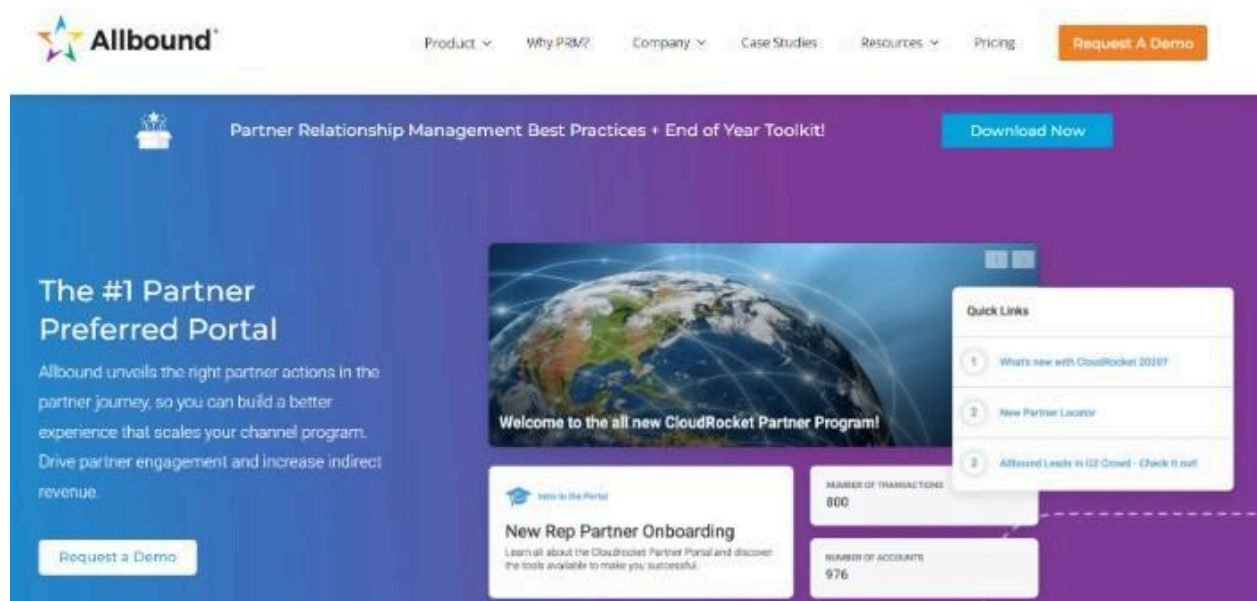 Allbound
Product
Why PRM?
Company
Case Studies
Resources
Pricing
Request A Demo
Partner Relationship Management Best Practices + End of Year Toolkit!
Download Now
The #1 Partner
Preferred Portal
Allbound unveils the right partner actions in the
partner journey, so you can build a better
experience that scales your channel program.
Drive partner engagement and increase indirect
revenue.
Request a Demo
Welcome to the all new CloudRocket Partner Program!
Quick Links
1 What's new with CloudRocket 2020?
2 New Partner Locator
3 Allbound Leads in G2 Crowd - Check it out!
Intro to the Portal
New Rep Partner Onboarding
Learn all about the Cloudrocket Partner Portal and discover
the tools available to make you successful.
NUMBER OF TRANSACTIONS
800
NUMBER OF ACCOUNTS
976